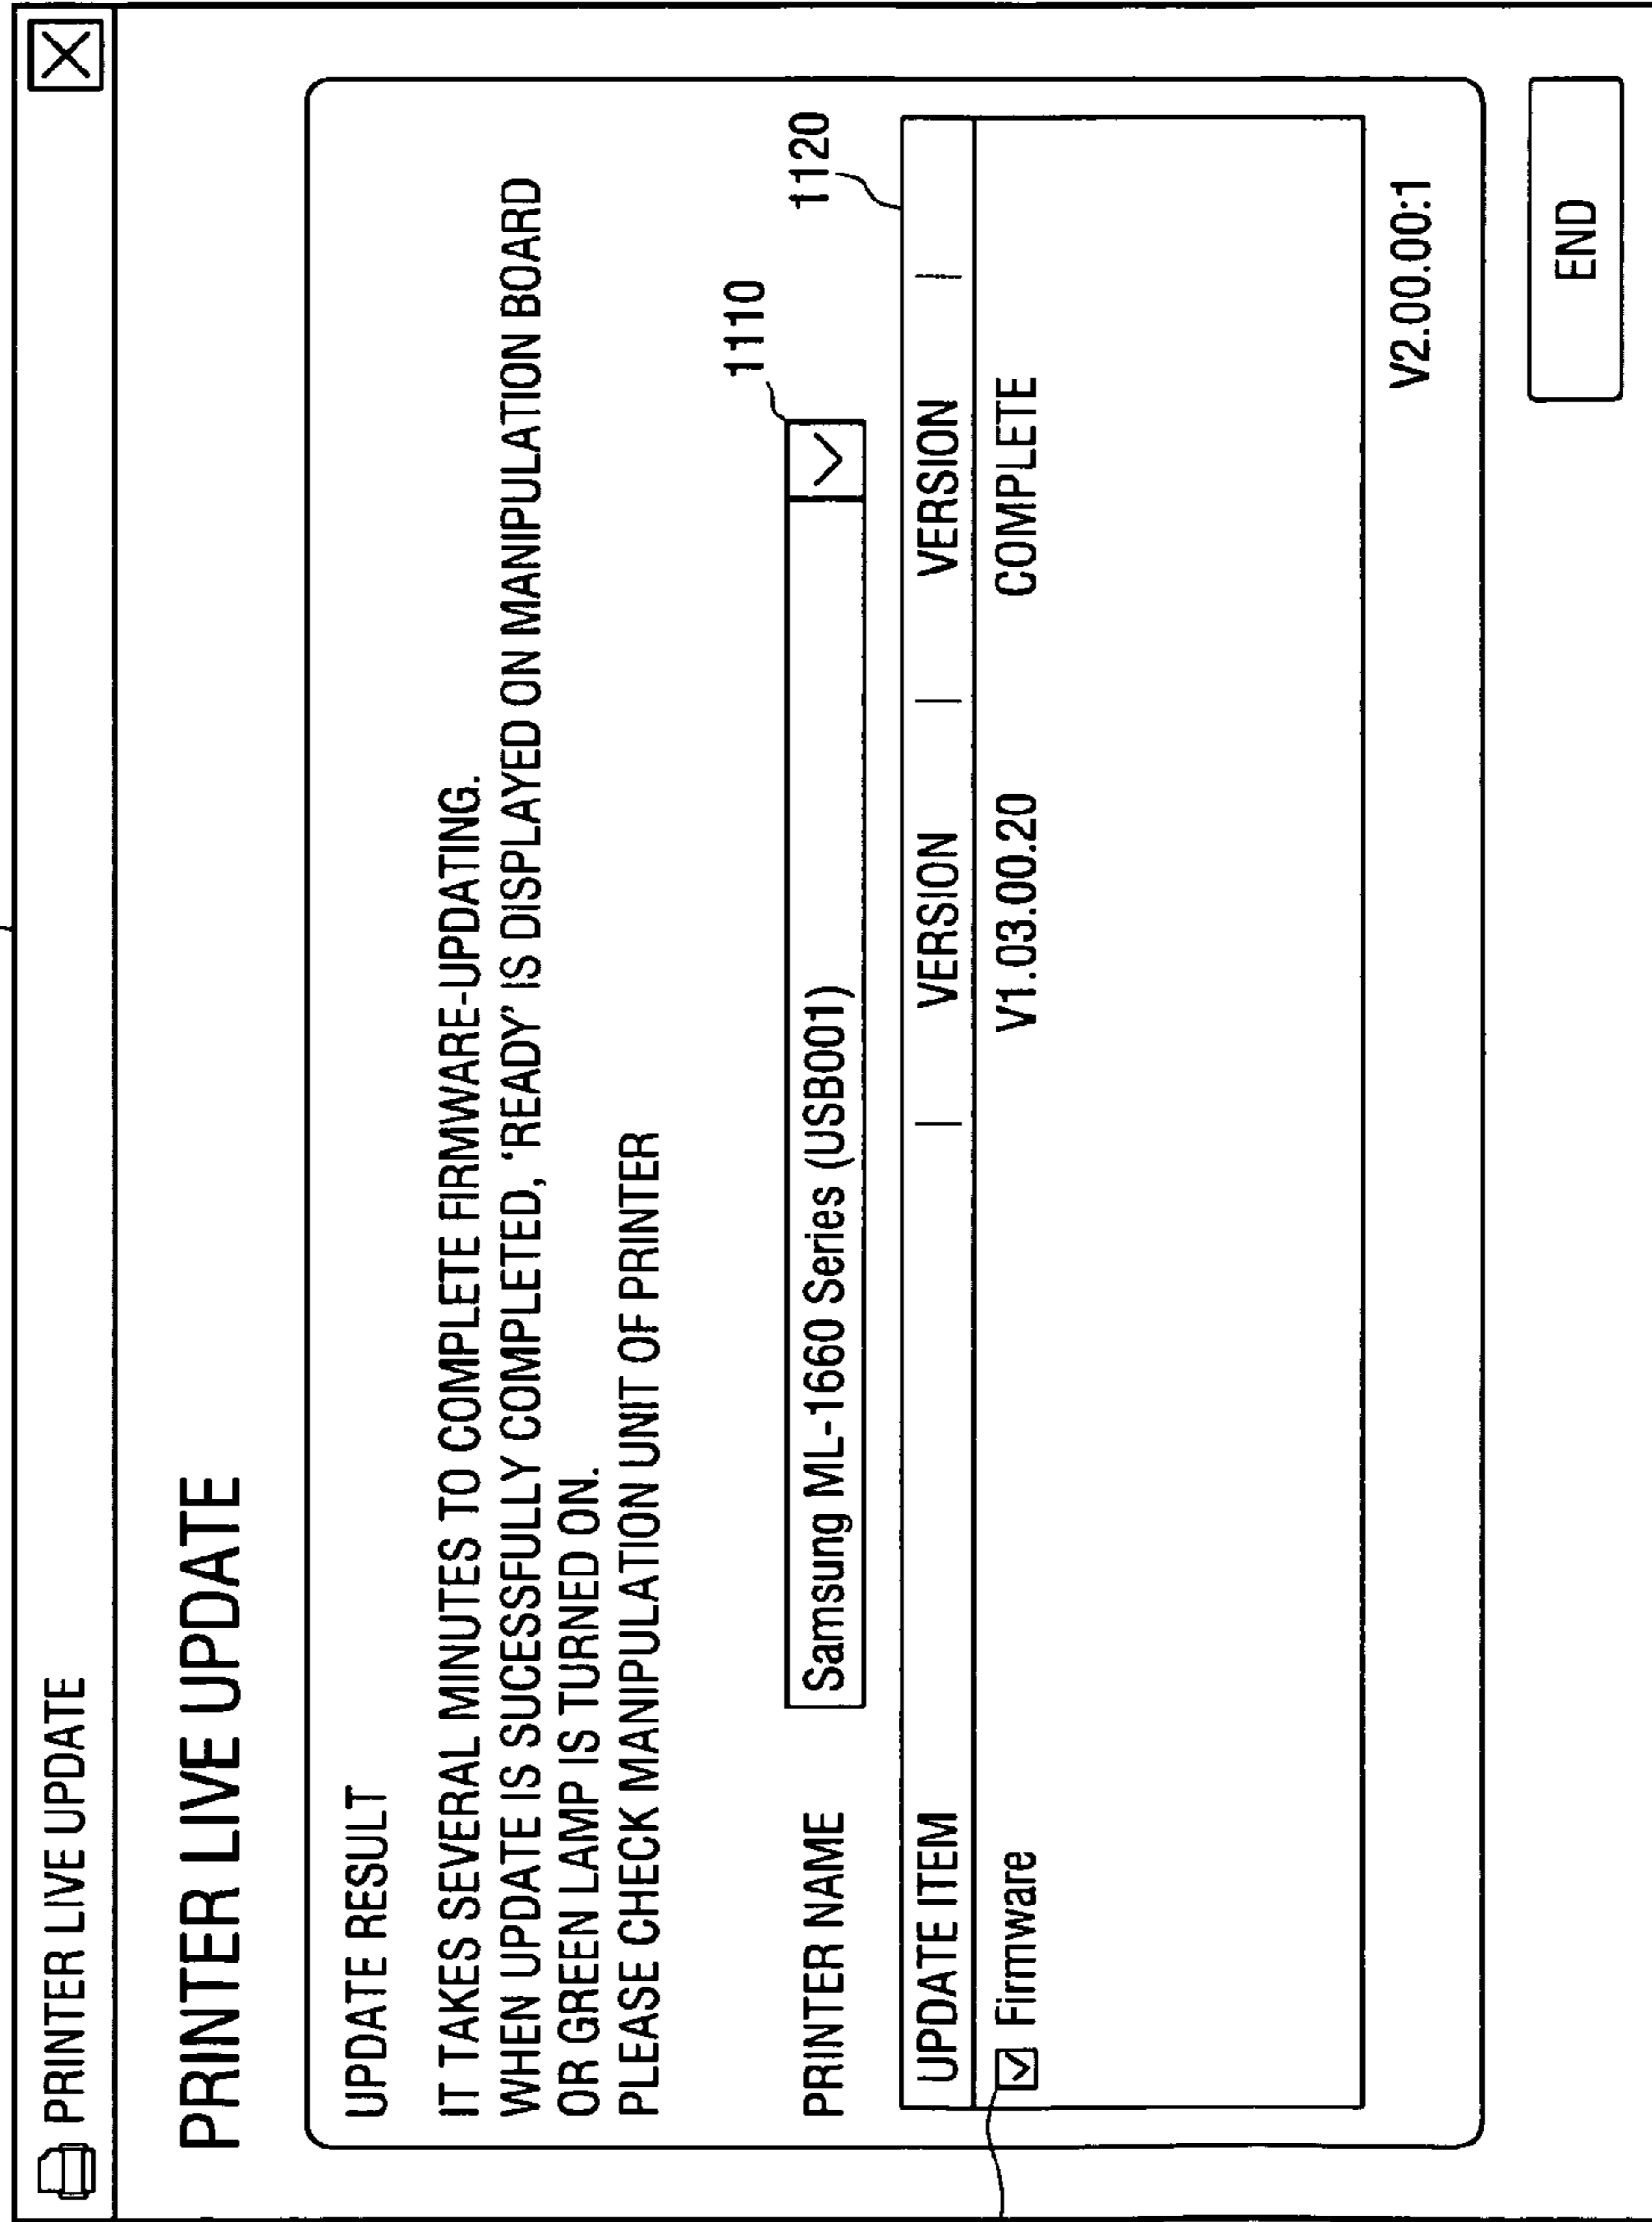 PRINTER LIVE UPDATE
PRINTER LIVE UPDATE
UPDATE RESULT
IT TAKES SEVERAL MINUTES TO COMPLETE FIRMWARE-UPDATING.
WHEN UPDATE IS SUCESSFULLY COMPLETED, 'READY' IS DISPLAYED ON MANIPULATION BOARD
OR GREEN LAMP IS TURNED ON.
PLEASE CHECK MANIPULATION UNIT OF PRINTER
1110
PRINTER NAME Samsung ML-1660 Series (USB001) 1120
UPDATE ITEM | VERSION | VERSION |
Firmware V1.03.00.20 COMPLETE
V2.00.00:1
END